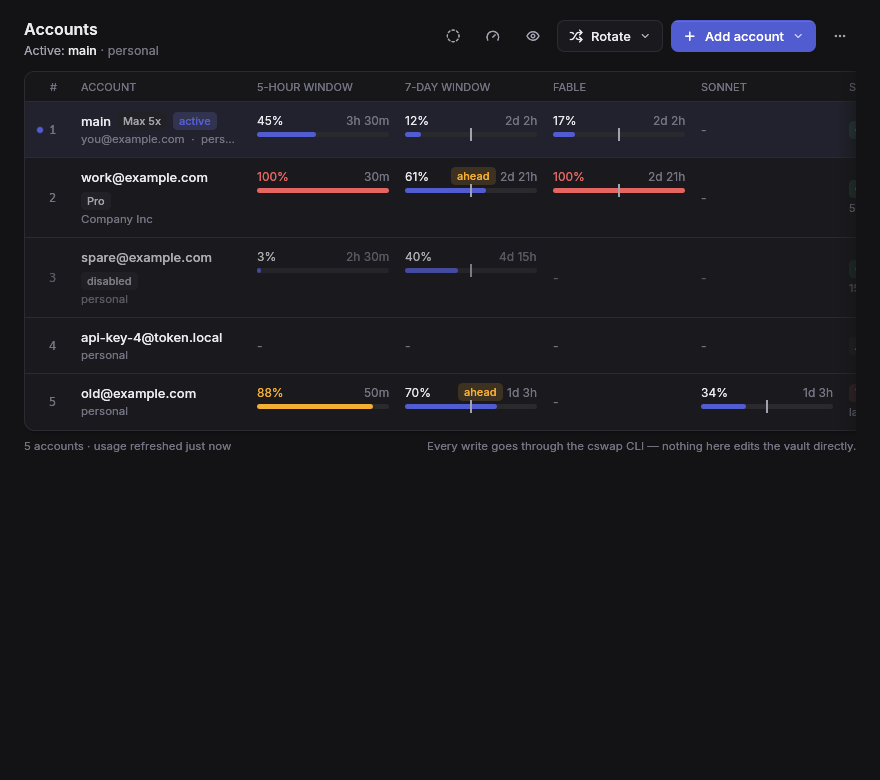 Accounts
Active: main · personal
Rotate
Add account
# ACCOUNT 5-HOUR WINDOW 7-DAY WINDOW FABLE SONNET S
1 main Max 5x active 45% 3h 30m 12% 2d 2h 17% 2d 2h -
you@example.com · pers...
2 work@example.com 100% 30m 61% ahead 2d 21h 100% 2d 21h -
Pro
Company Inc
3 spare@example.com 3% 2h 30m 40% 4d 15h - -
disabled
personal
4 api-key-4@token.local - - - -
personal
5 old@example.com 88% 50m 70% ahead 1d 3h - 34% 1d 3h
personal
5 accounts · usage refreshed just now
Every write goes through the cswap CLI — nothing here edits the vault directly.